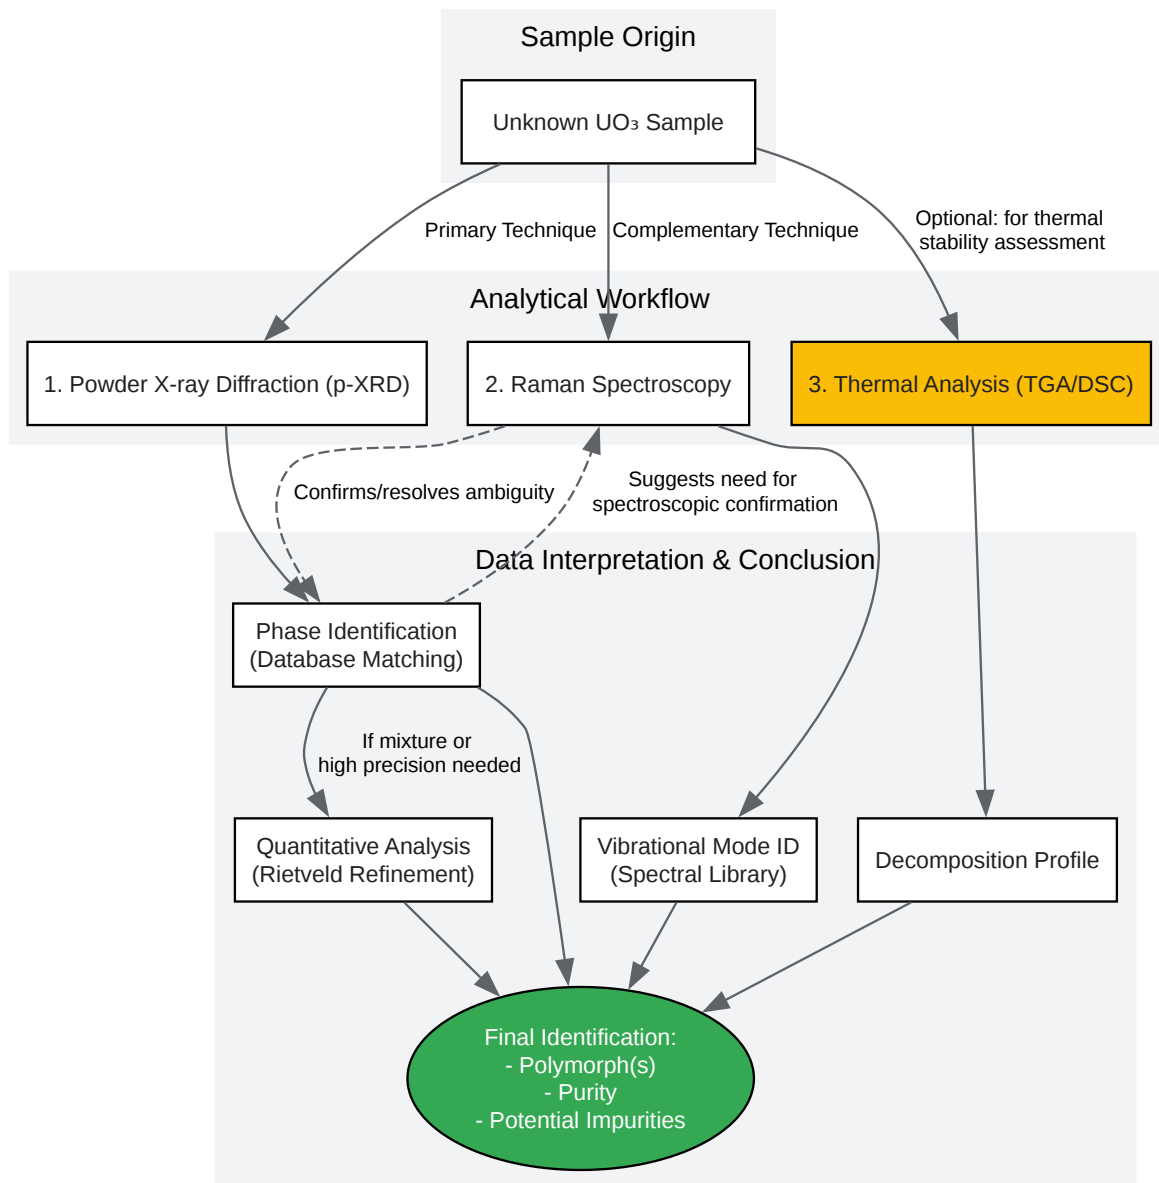 Sample Origin
Unknown UO₃ Sample
Primary Technique
Complementary Technique
Optional: for thermal
stability assessment
Analytical Workflow
1. Powder X-ray Diffraction (p-XRD)
2. Raman Spectroscopy
3. Thermal Analysis (TGA/DSC)
Confirms/resolves ambiguity
Suggests need for
spectroscopic confirmation
Data Interpretation & Conclusion
Phase Identification
(Database Matching)
If mixture or
high precision needed
Quantitative Analysis
(Rietveld Refinement)
Vibrational Mode ID
(Spectral Library)
Decomposition Profile
Final Identification:
- Polymorph(s)
- Purity
- Potential Impurities